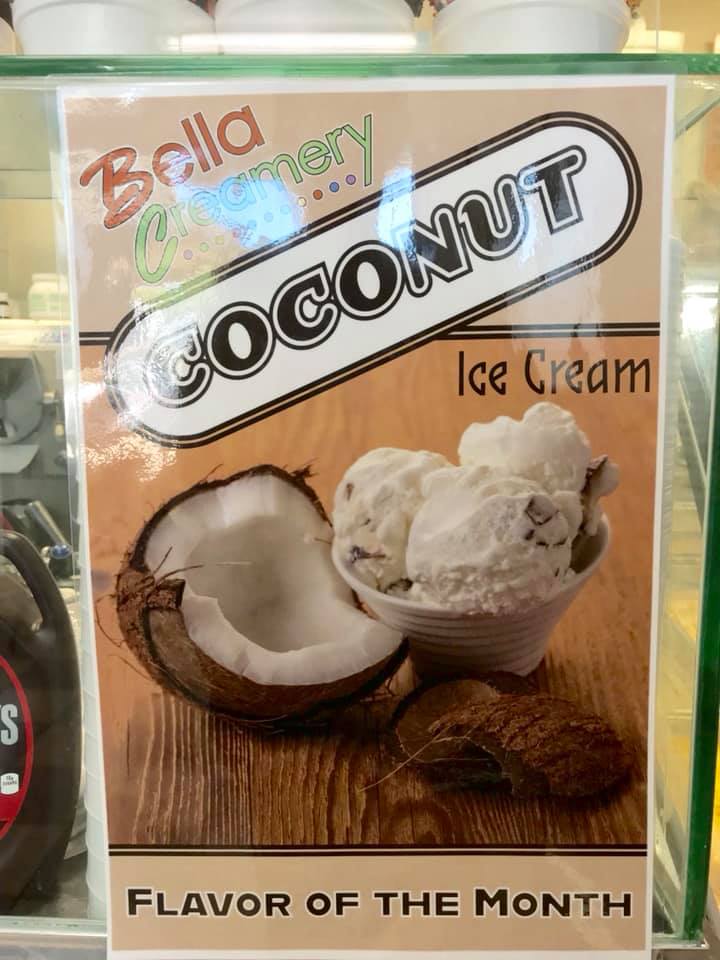 Bella
Creamery
COCONUT
Ice Cream
FLAVOR OF THE MONTH
S